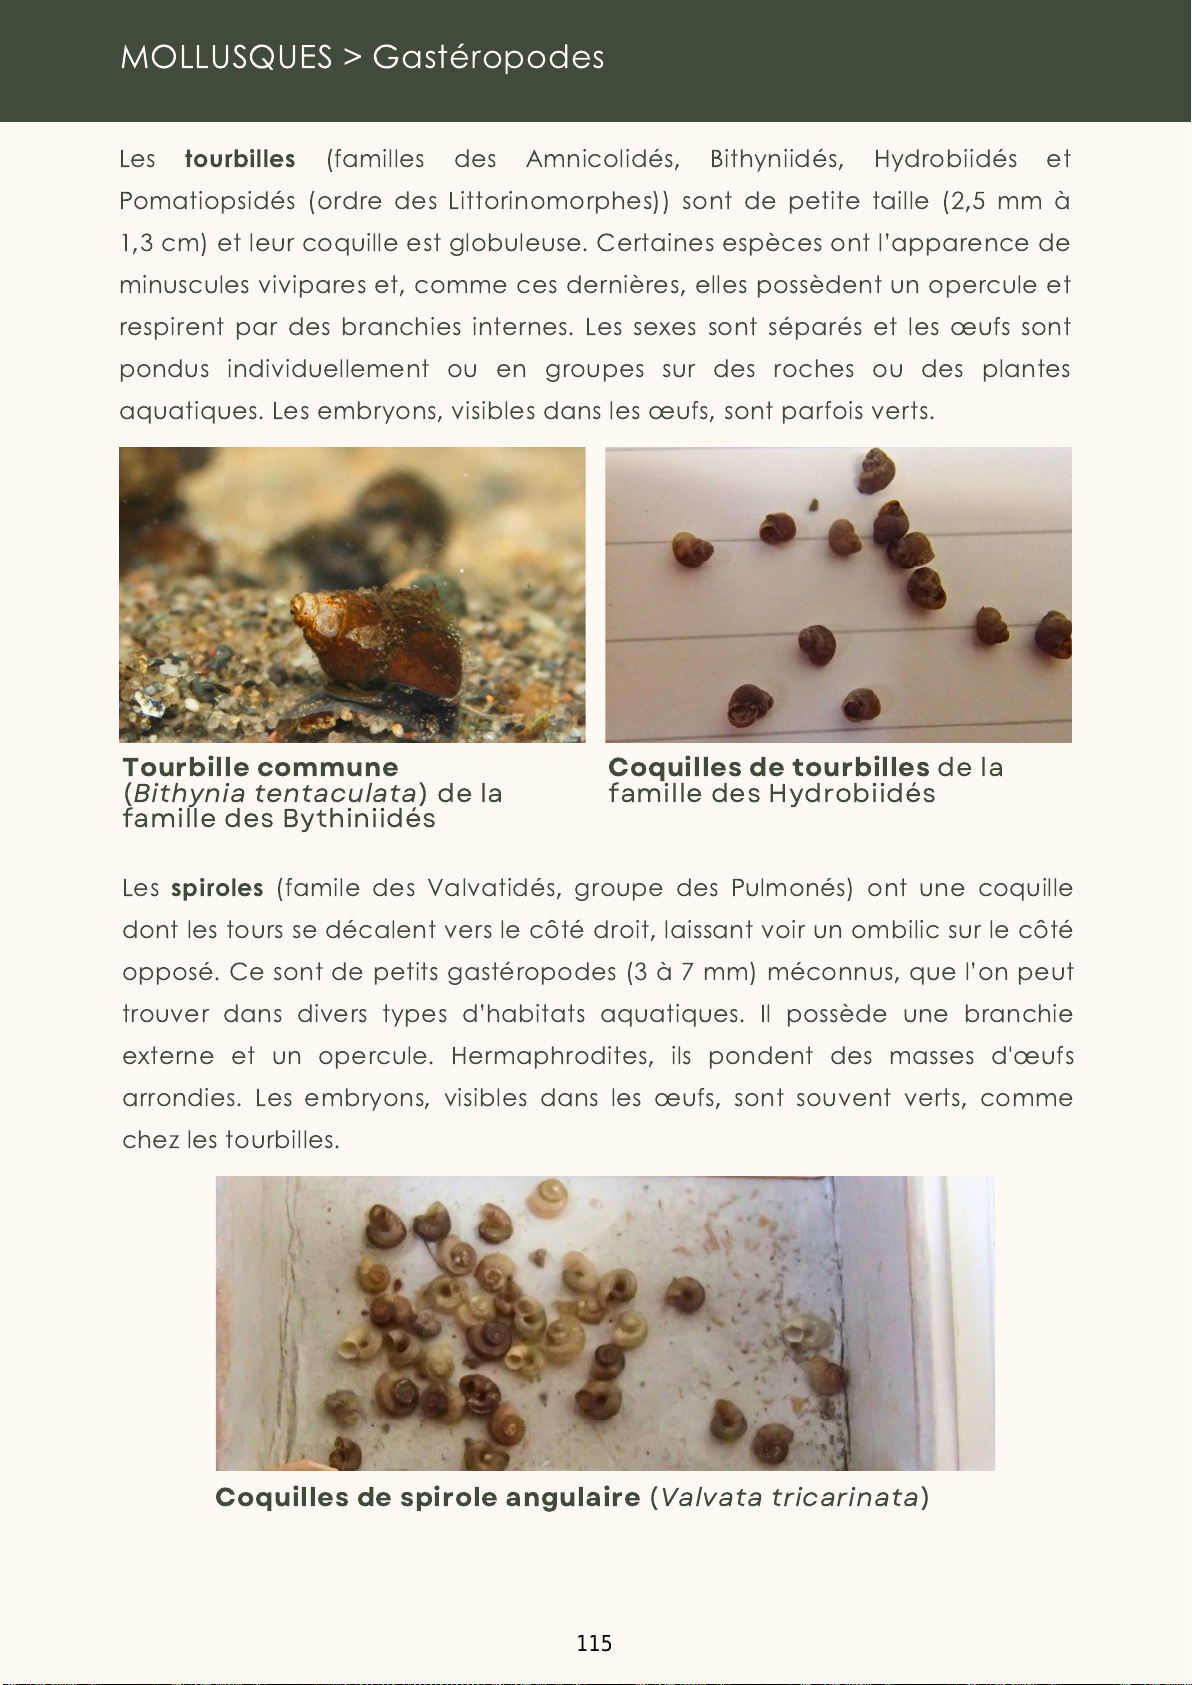 MOLLUSQUES > Gastéropodes
Les tourbilles (familles des Amnicolidés, Bithyniidés, Hydrobiidés et
Pomatiopsidés (ordre des Littorinomorphes)) sont de petite taille (2,5 mm à
1,3 cm) et leur coquille est globuleuse. Certaines espèces ont l'apparence de
minuscules vivipares et, comme ces dernières, elles possèdent un opercule et
respirent par des branchies internes. Les sexes sont séparés et les œufs sont
pondus individuellement ou en groupes sur des roches ou des plantes
aquatiques. Les embryons, visibles dans les œufs, sont parfois verts.
Tourbille commune
(Bithynia tentaculata) de la
famille des Bythiniidés
Coquilles de tourbilles de la
famille des Hydrobiidés
Les spiroles (famile des Valvatidés, groupe des Pulmonés) ont une coquille
dont les tours se décalent vers le côté droit, laissant voir un ombilic sur le côté
opposé. Ce sont de petits gastéropodes (3 à 7 mm) méconnus, que l'on peut
trouver dans divers types d'habitats aquatiques. Il possède une branchie
externe et un opercule. Hermaphrodites, ils pondent des masses d'œufs
arrondies. Les embryons, visibles dans les œufs, sont souvent verts, comme
chez les tourbilles.
Coquilles de spirole angulaire (Valvata tricarinata)
115